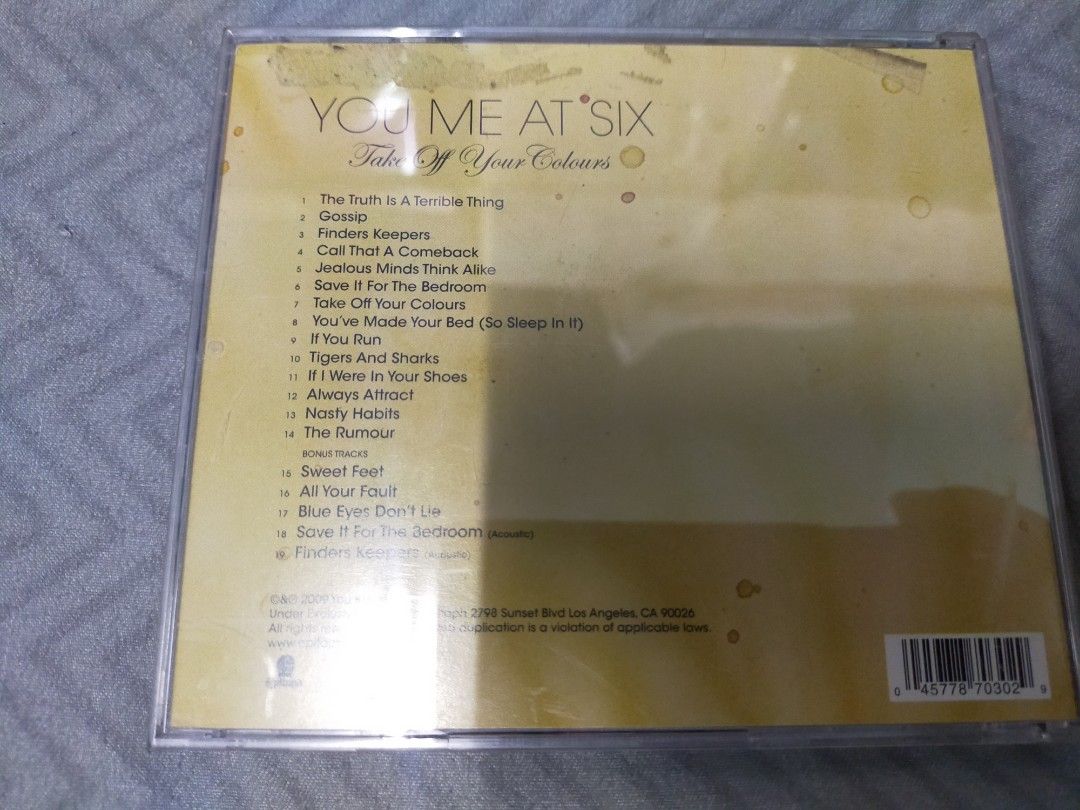 YOU ME AT SIX
Take Off Your Colours
1 The Truth Is A Terrible Thing
2 Gossip
3 Finders Keepers
4 Call That A Comeback
5 Jealous Minds Think Alike
6 Save It For The Bedroom
7 Take Off Your Colours
8 You've Made Your Bed (So Sleep In It)
9 If You Run
10 Tigers And Sharks
11 If I Were In Your Shoes
12 Always Attract
13 Nasty Habits
14 The Rumour
BONUS TRACKS
15 Sweet Feet
16 All Your Fault
17 Blue Eyes Don't Lie
18 Save It For The Bedroom (Acoustic)
19 Finders Keepers (Acoustic)
©&℗ 2009 You
Under 2798 Sunset Blvd Los Angeles, CA 90026
All rights duplication is a violation of applicable laws.
0 45778 70302 9